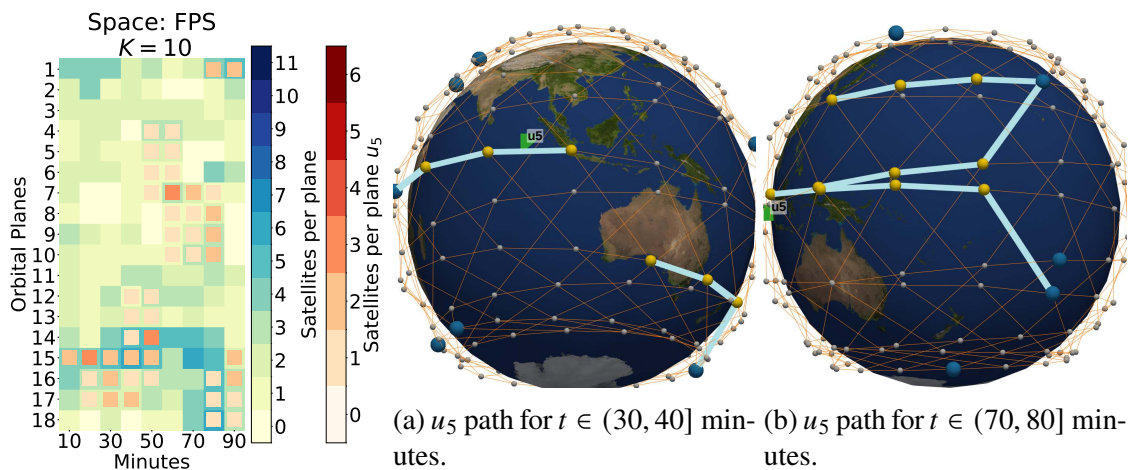 Space: FPS
K = 10
Orbital Planes
1
2
3
4
5
6
7
8
9
10
11
12
13
14
15
16
17
18
10 30 50 70 90
Minutes
11
10
9
8
7
6
5
4
3
2
1
0
Satellites per plane
6
5
4
3
2
1
0
Satellites per plane u₅
u5
u5
(a) u₅ path for t ∈ (30, 40] min-
utes.
(b) u₅ path for t ∈ (70, 80] min-
utes.